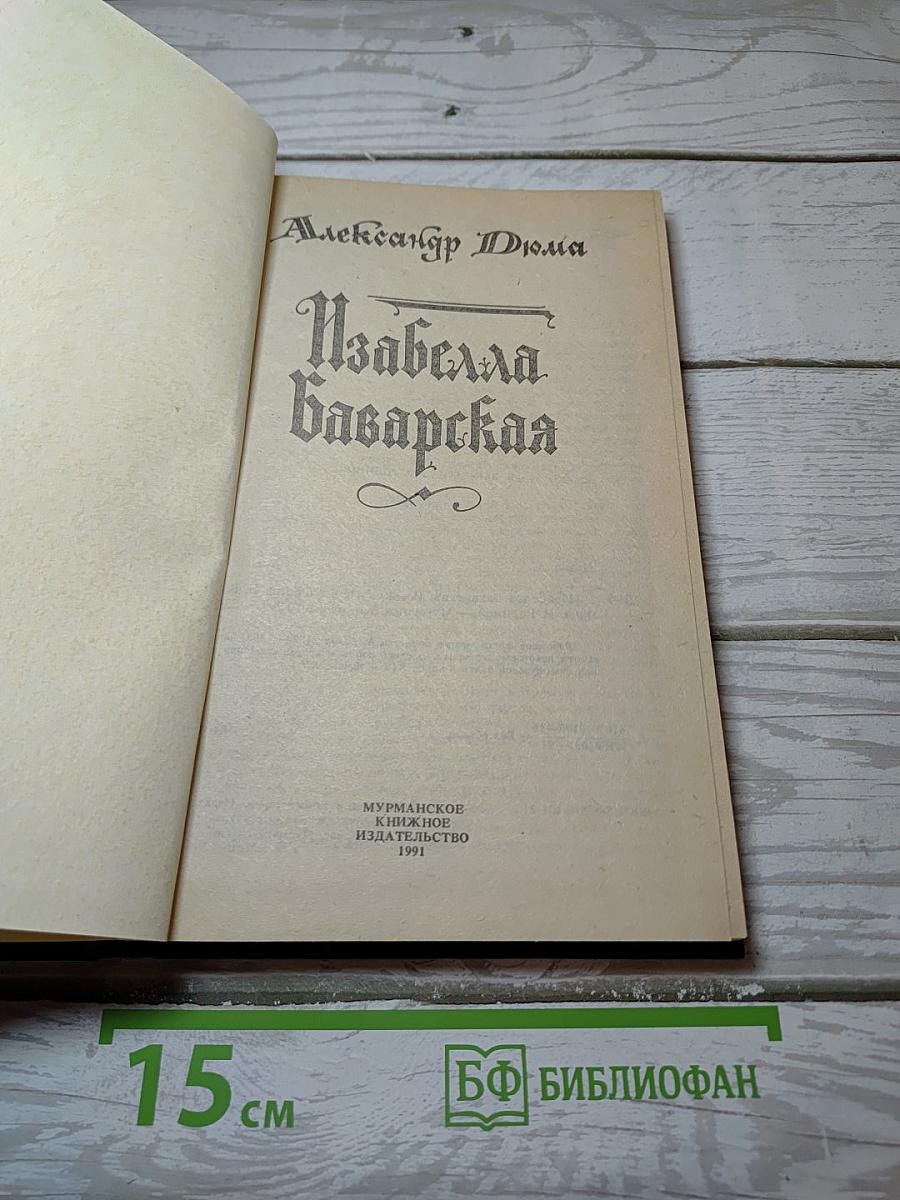 Александр Дюма
Изабелла
Баварская
МУРМАНСКОЕ
КНИЖНОЕ
ИЗДАТЕЛЬСТВО
1991
15 см
БФ БИБЛИОФАН